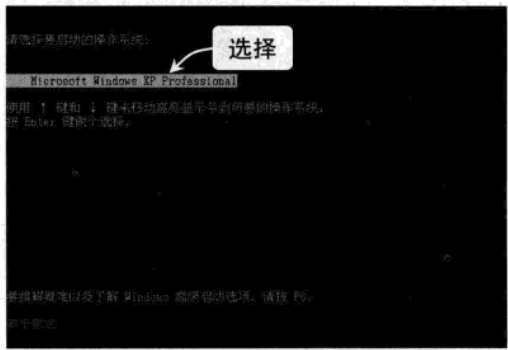 请选择要启动的操作系统:
选择
Microsoft Windows XP Professional
使用 ↑ 键和 ↓ 键来移动高亮显示条到所要的操作系统,
按 Enter 键做个选择。
要排解疑难以及了解 Windows 高级启动选项,请按 F8。